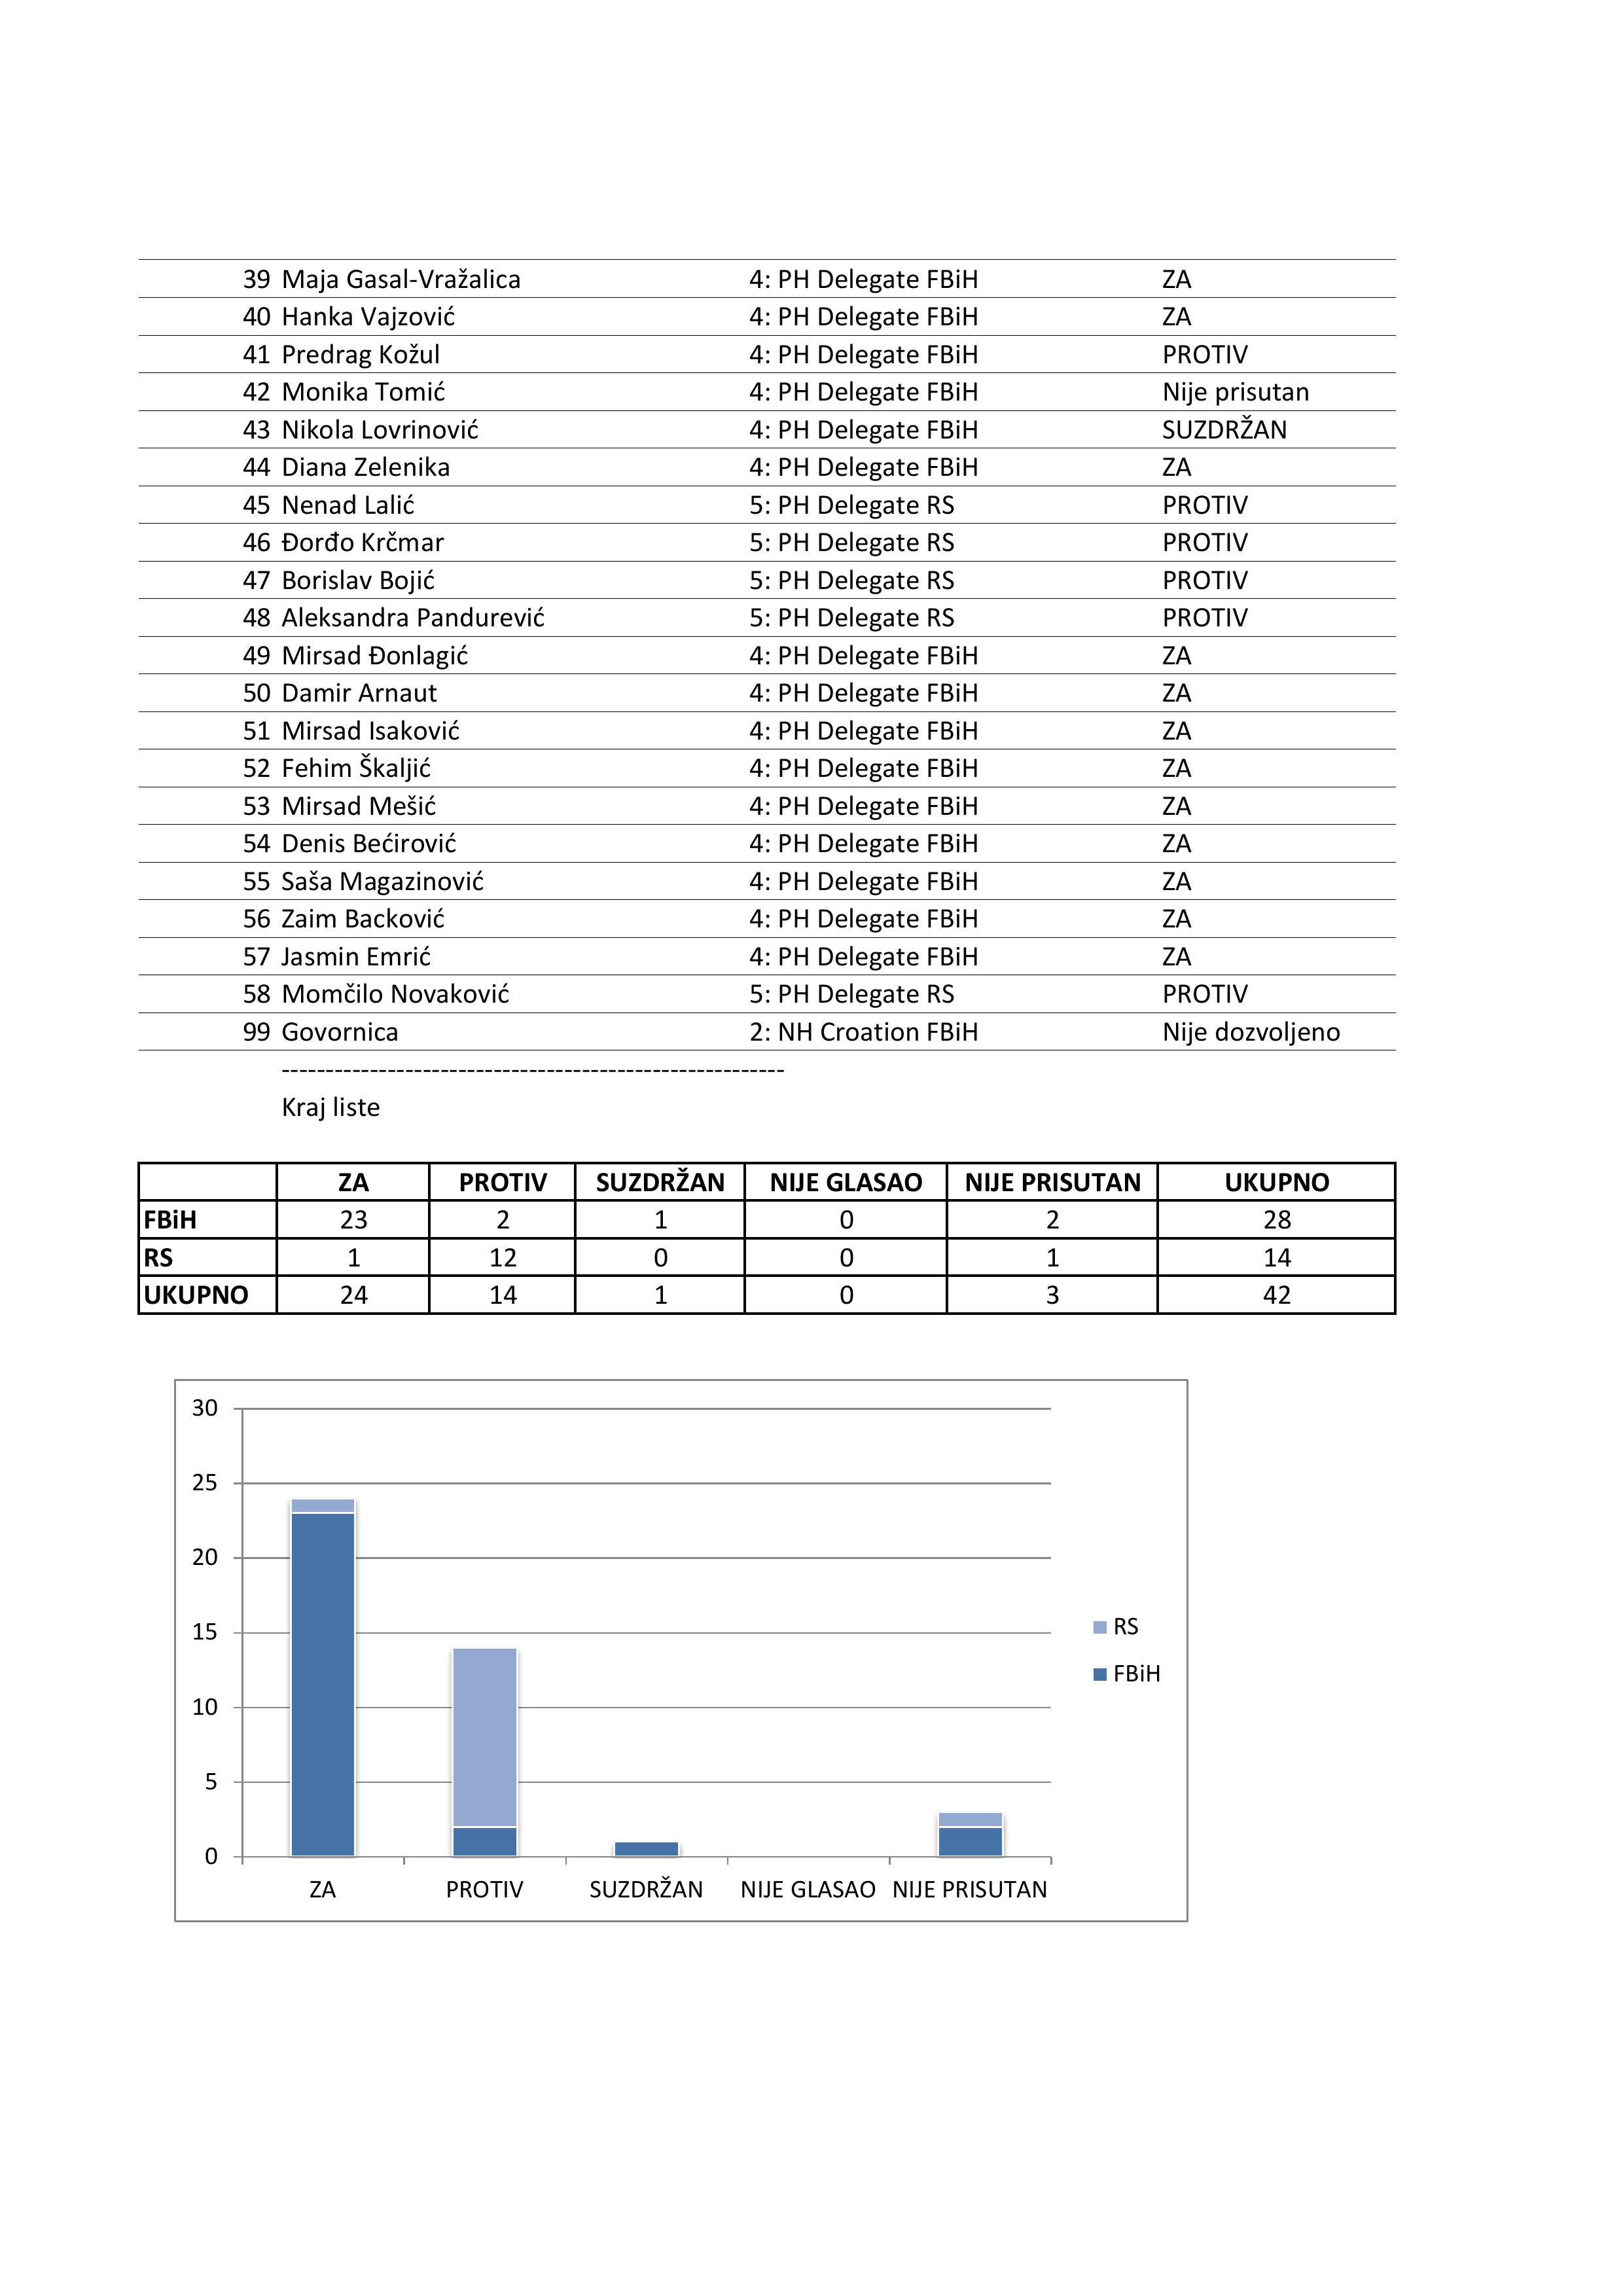 39 Maja Gasal-Vražalica 4: PH Delegate FBiH ZA
40 Hanka Vajzović 4: PH Delegate FBiH ZA
41 Predrag Kožul 4: PH Delegate FBiH PROTIV
42 Monika Tomić 4: PH Delegate FBiH Nije prisutan
43 Nikola Lovrinović 4: PH Delegate FBiH SUZDRŽAN
44 Diana Zelenika 4: PH Delegate FBiH ZA
45 Nenad Lalić 5: PH Delegate RS PROTIV
46 Đorđo Krčmar 5: PH Delegate RS PROTIV
47 Borislav Bojić 5: PH Delegate RS PROTIV
48 Aleksandra Pandurević 5: PH Delegate RS PROTIV
49 Mirsad Đonlagić 4: PH Delegate FBiH ZA
50 Damir Arnaut 4: PH Delegate FBiH ZA
51 Mirsad Isaković 4: PH Delegate FBiH ZA
52 Fehim Škaljić 4: PH Delegate FBiH ZA
53 Mirsad Mešić 4: PH Delegate FBiH ZA
54 Denis Bećirović 4: PH Delegate FBiH ZA
55 Saša Magazinović 4: PH Delegate FBiH ZA
56 Zaim Backović 4: PH Delegate FBiH ZA
57 Jasmin Emrić 4: PH Delegate FBiH ZA
58 Momčilo Novaković 5: PH Delegate RS PROTIV
99 Govornica 2: NH Croation FBiH Nije dozvoljeno
---------------------------------------------------------
Kraj liste
ZA PROTIV SUZDRŽAN NIJE GLASAO NIJE PRISUTAN UKUPNO
FBiH 23 2 1 0 2 28
RS 1 12 0 0 1 14
UKUPNO 24 14 1 0 3 42
30
25
20
15
10
5
0
ZA PROTIV SUZDRŽAN NIJE GLASAO NIJE PRISUTAN
RS
FBiH